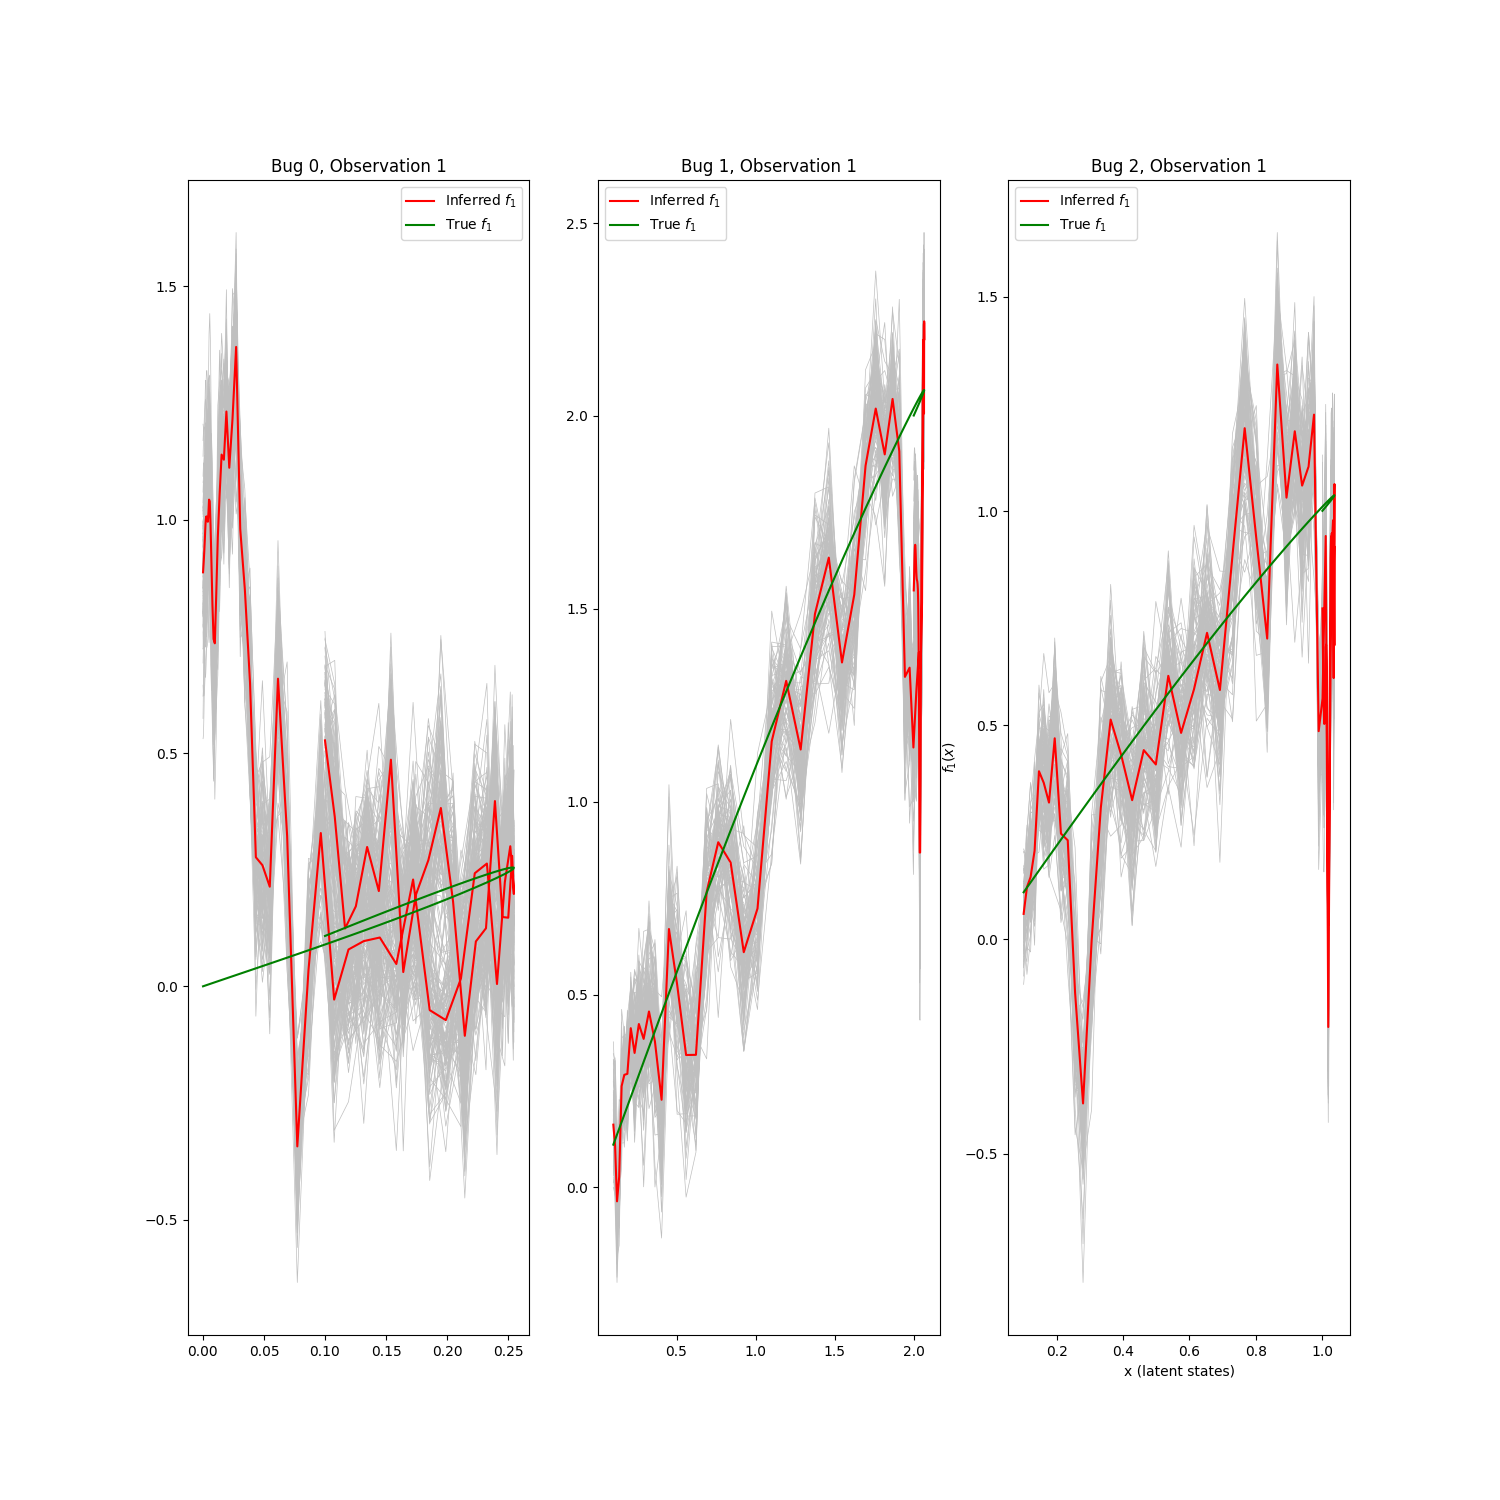 Bug 0, Observation 1
Inferred f₁
True f₁
1.5
1.0
0.5
0.0
−0.5
0.00 0.05 0.10 0.15 0.20 0.25
Bug 1, Observation 1
Inferred f₁
True f₁
2.5
2.0
1.5
1.0
0.5
0.0
0.5 1.0 1.5 2.0
Bug 2, Observation 1
Inferred f₁
True f₁
f₁(x)
1.5
1.0
0.5
0.0
−0.5
0.2 0.4 0.6 0.8 1.0
x (latent states)